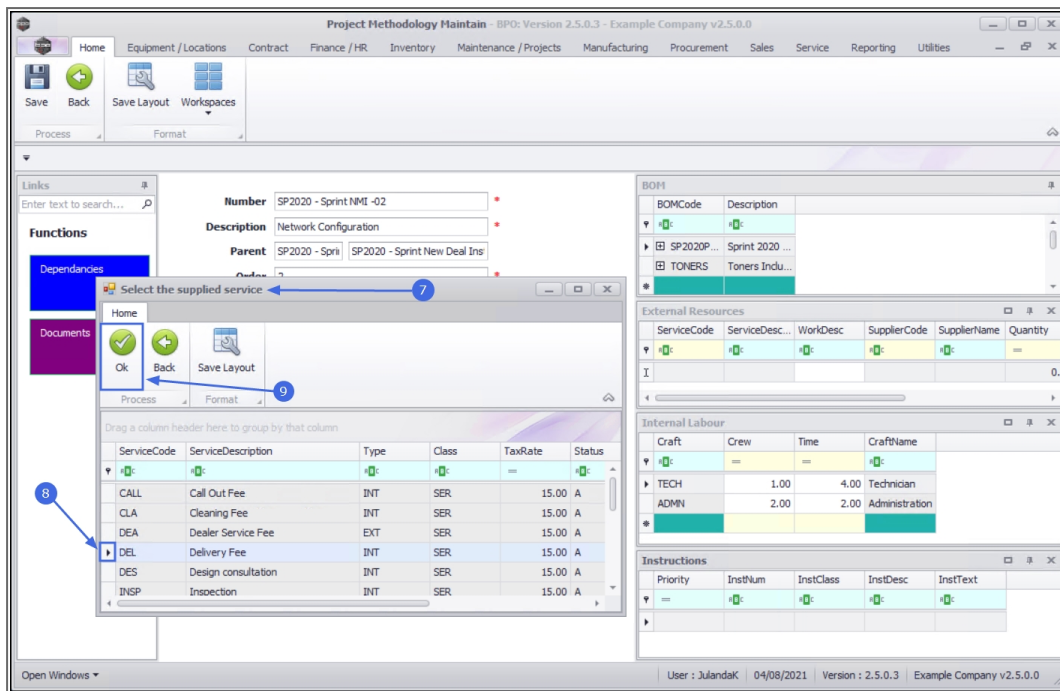 Project Methodology Maintain - BPO: Version 2.5.0.3 - Example Company v2.5.0.0
Home Equipment / Locations Contract Finance / HR Inventory Maintenance / Projects Manufacturing Procurement Sales Service Reporting Utilities
Save Back Save Layout Workspaces
Process Format
Links
Enter text to search...
Functions
Dependancies
Documents
Number SP2020 - Sprint NMI -02 *
Description Network Configuration *
Parent SP2020 - Spri SP2020 - Sprint New Deal Ins
Order 2 *
BOM
BOMCode Description
SP2020P... Sprint 2020 ...
TONERS Toners Indu...
External Resources
ServiceCode ServiceDesc... WorkDesc SupplierCode SupplierName Quantity
=
I 0.
Internal Labour
Craft Crew Time CraftName
= =
TECH 1.00 4.00 Technician
ADMN 2.00 2.00 Administration
Instructions
Priority InstNum InstClass InstDesc InstText
=
Select the supplied service 7
Home
Ok Back Save Layout
9
Process Format
Drag a column header here to group by that column
ServiceCode ServiceDescription Type Class TaxRate Status
=
CALL Call Out Fee INT SER 15.00 A
8
CLA Cleaning Fee INT SER 15.00 A
DEA Dealer Service Fee EXT SER 15.00 A
DEL Delivery Fee INT SER 15.00 A
DES Design consultation INT SER 15.00 A
INSP Inspection INT SER 15.00 A
Open Windows User : JulandaK 04/08/2021 Version : 2.5.0.3 Example Company v2.5.0.0